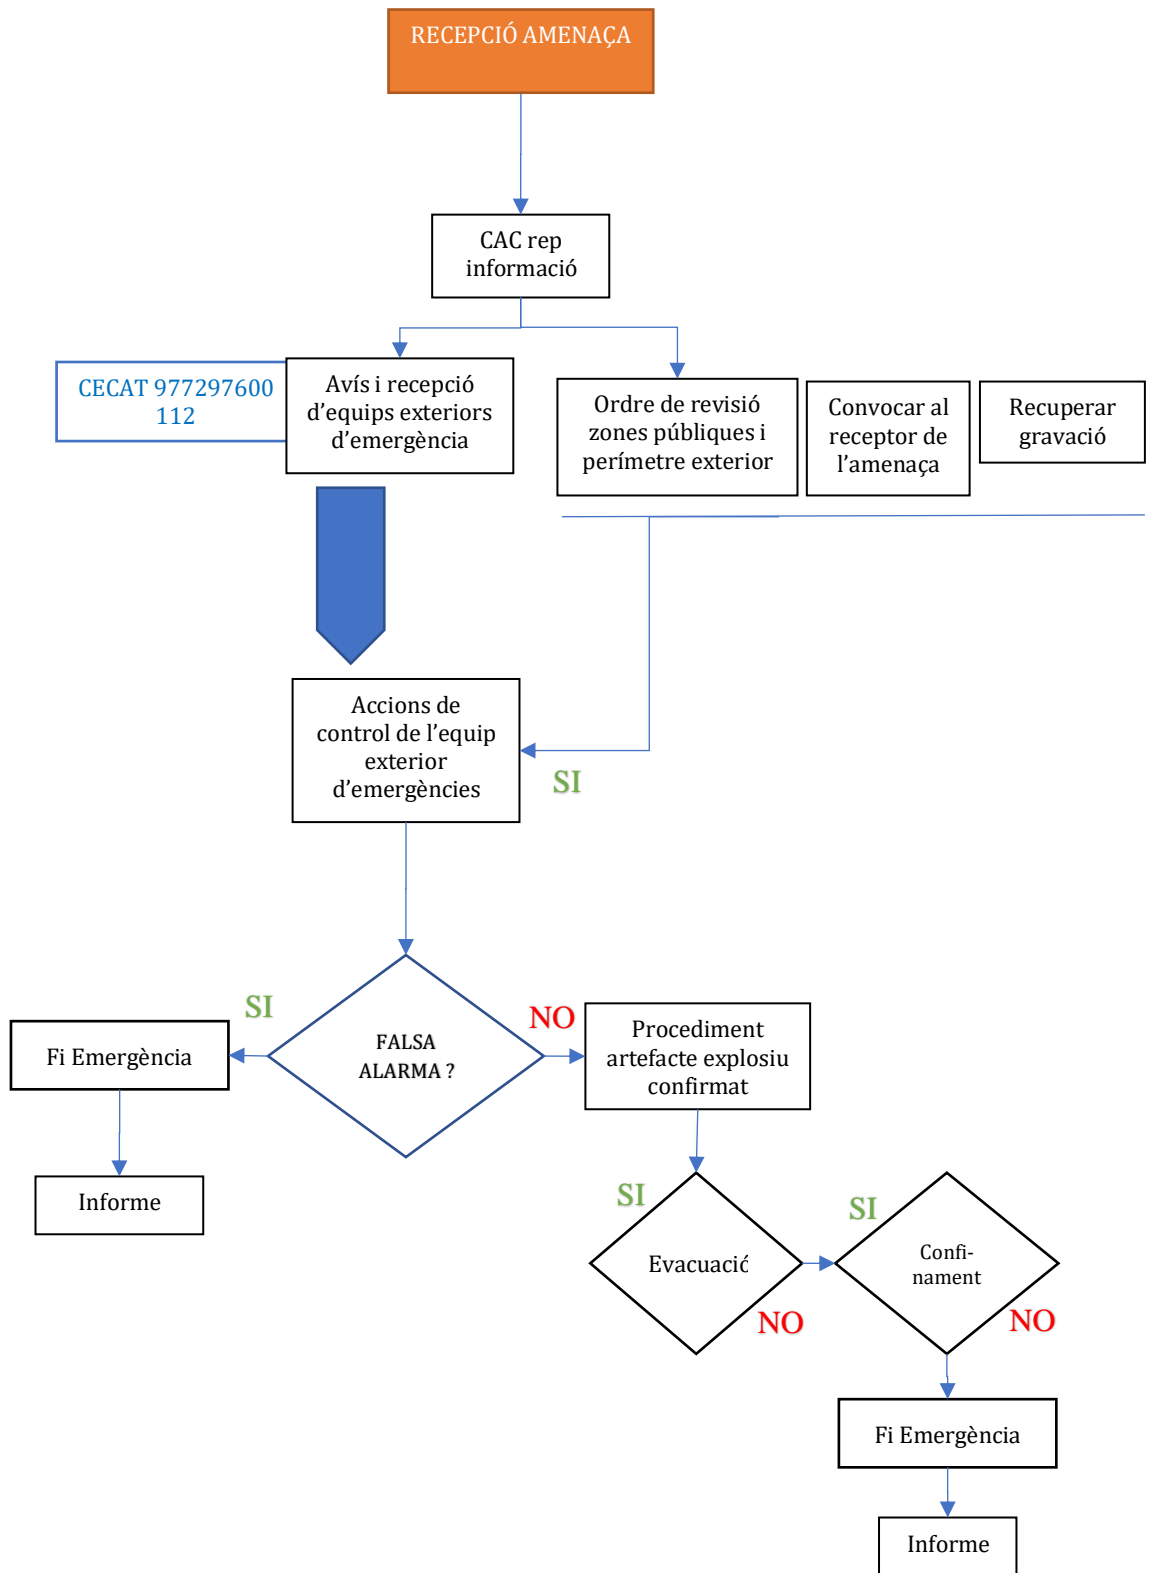 RECEPCIÓ AMENAÇA
CAC rep
informació
CECAT 977297600
112
Avís i recepció
d’equips exteriors
d’emergència
Ordre de revisió
zones públiques i
perímetre exterior
Convocar al
receptor de
l’amenaça
Recuperar
gravació
Accions de
control de l’equip
exterior
d’emergències
SI
SI
NO
Fi Emergència
FALSA
ALARMA ?
Procediment
artefacte explosiu
confirmat
Informe
SI
SI
Evacuació
Confi-
nament
NO
NO
Fi Emergència
Informe